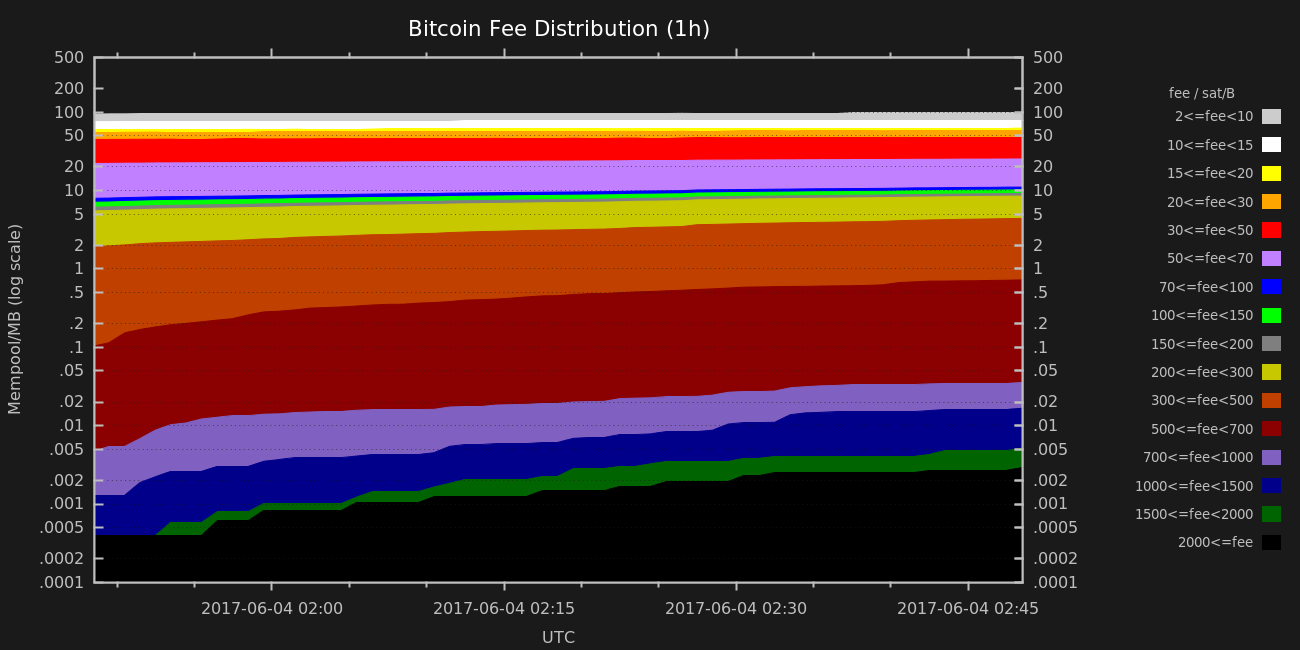 Bitcoin Fee Distribution (1h)
500
200
100
50
20
10
5
2
1
.5
.2
.1
.05
.02
.01
.005
.002
.001
.0005
.0002
.0001
Mempool/MB (log scale)
500
200
100
50
20
10
5
2
1
.5
.2
.1
.05
.02
.01
.005
.002
.001
.0005
.0002
.0001
fee / sat/B
2<=fee<10
10<=fee<15
15<=fee<20
20<=fee<30
30<=fee<50
50<=fee<70
70<=fee<100
100<=fee<150
150<=fee<200
200<=fee<300
300<=fee<500
500<=fee<700
700<=fee<1000
1000<=fee<1500
1500<=fee<2000
2000<=fee
2017-06-04 02:00 2017-06-04 02:15 2017-06-04 02:30 2017-06-04 02:45
UTC